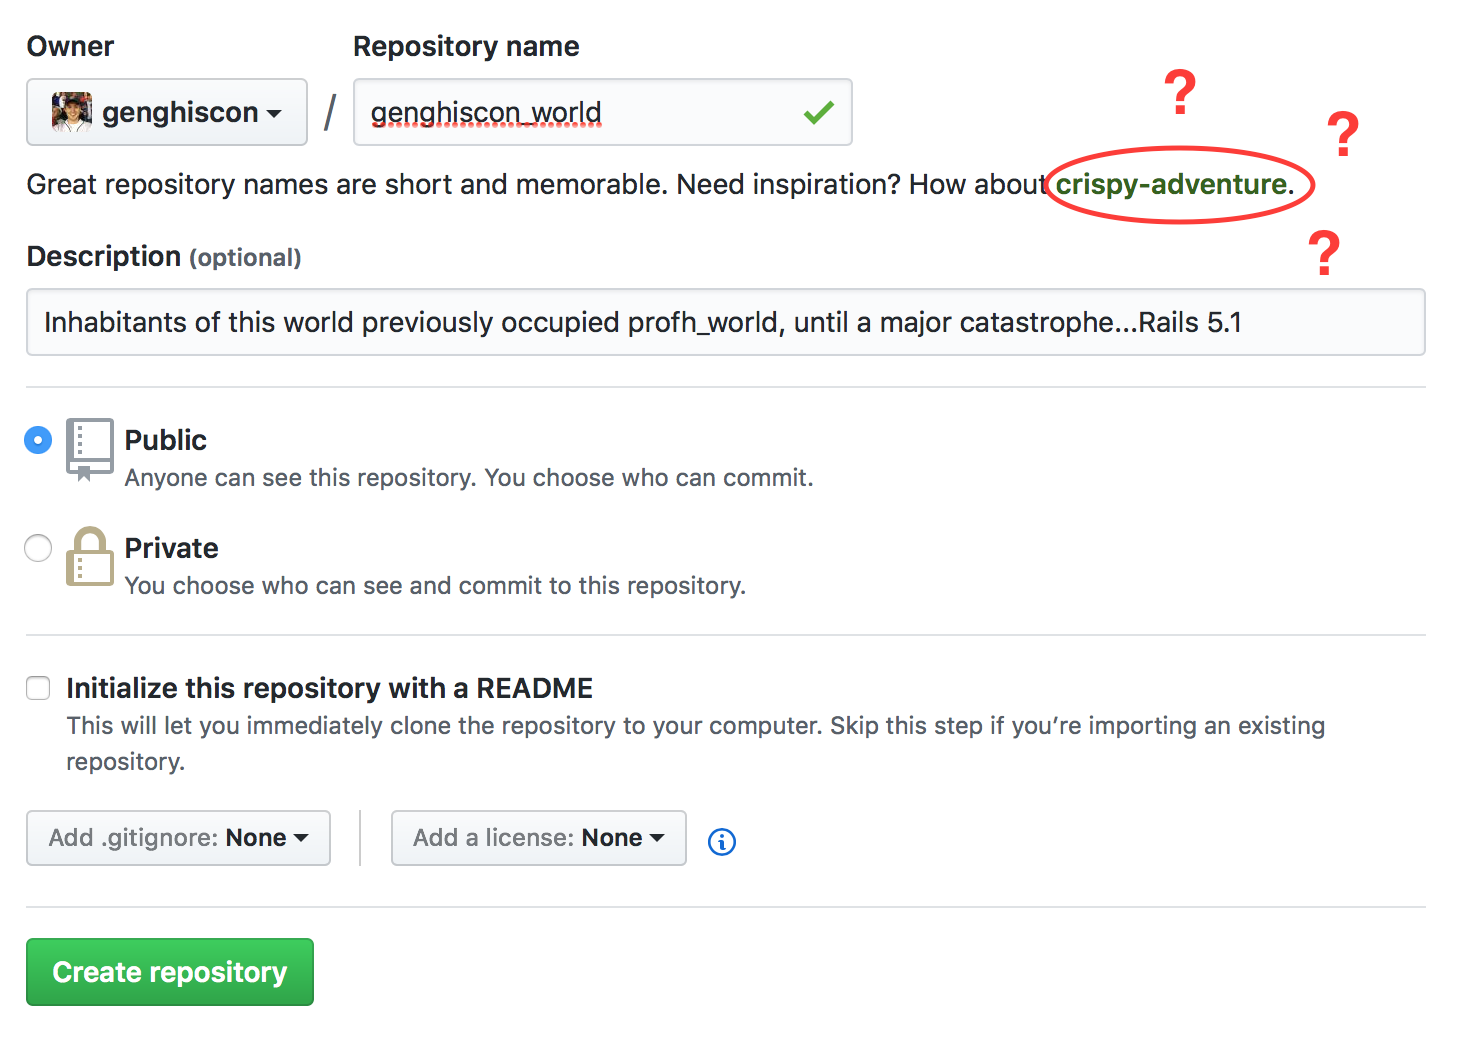 Owner
Repository name
genghiscon / genghiscon_world
?
?
Great repository names are short and memorable. Need inspiration? How about crispy-adventure.
?
Description (optional)
Inhabitants of this world previously occupied profh_world, until a major catastrophe...Rails 5.1
Public
Anyone can see this repository. You choose who can commit.
Private
You choose who can see and commit to this repository.
Initialize this repository with a README
This will let you immediately clone the repository to your computer. Skip this step if you’re importing an existing
repository.
Add .gitignore: None
Add a license: None
Create repository